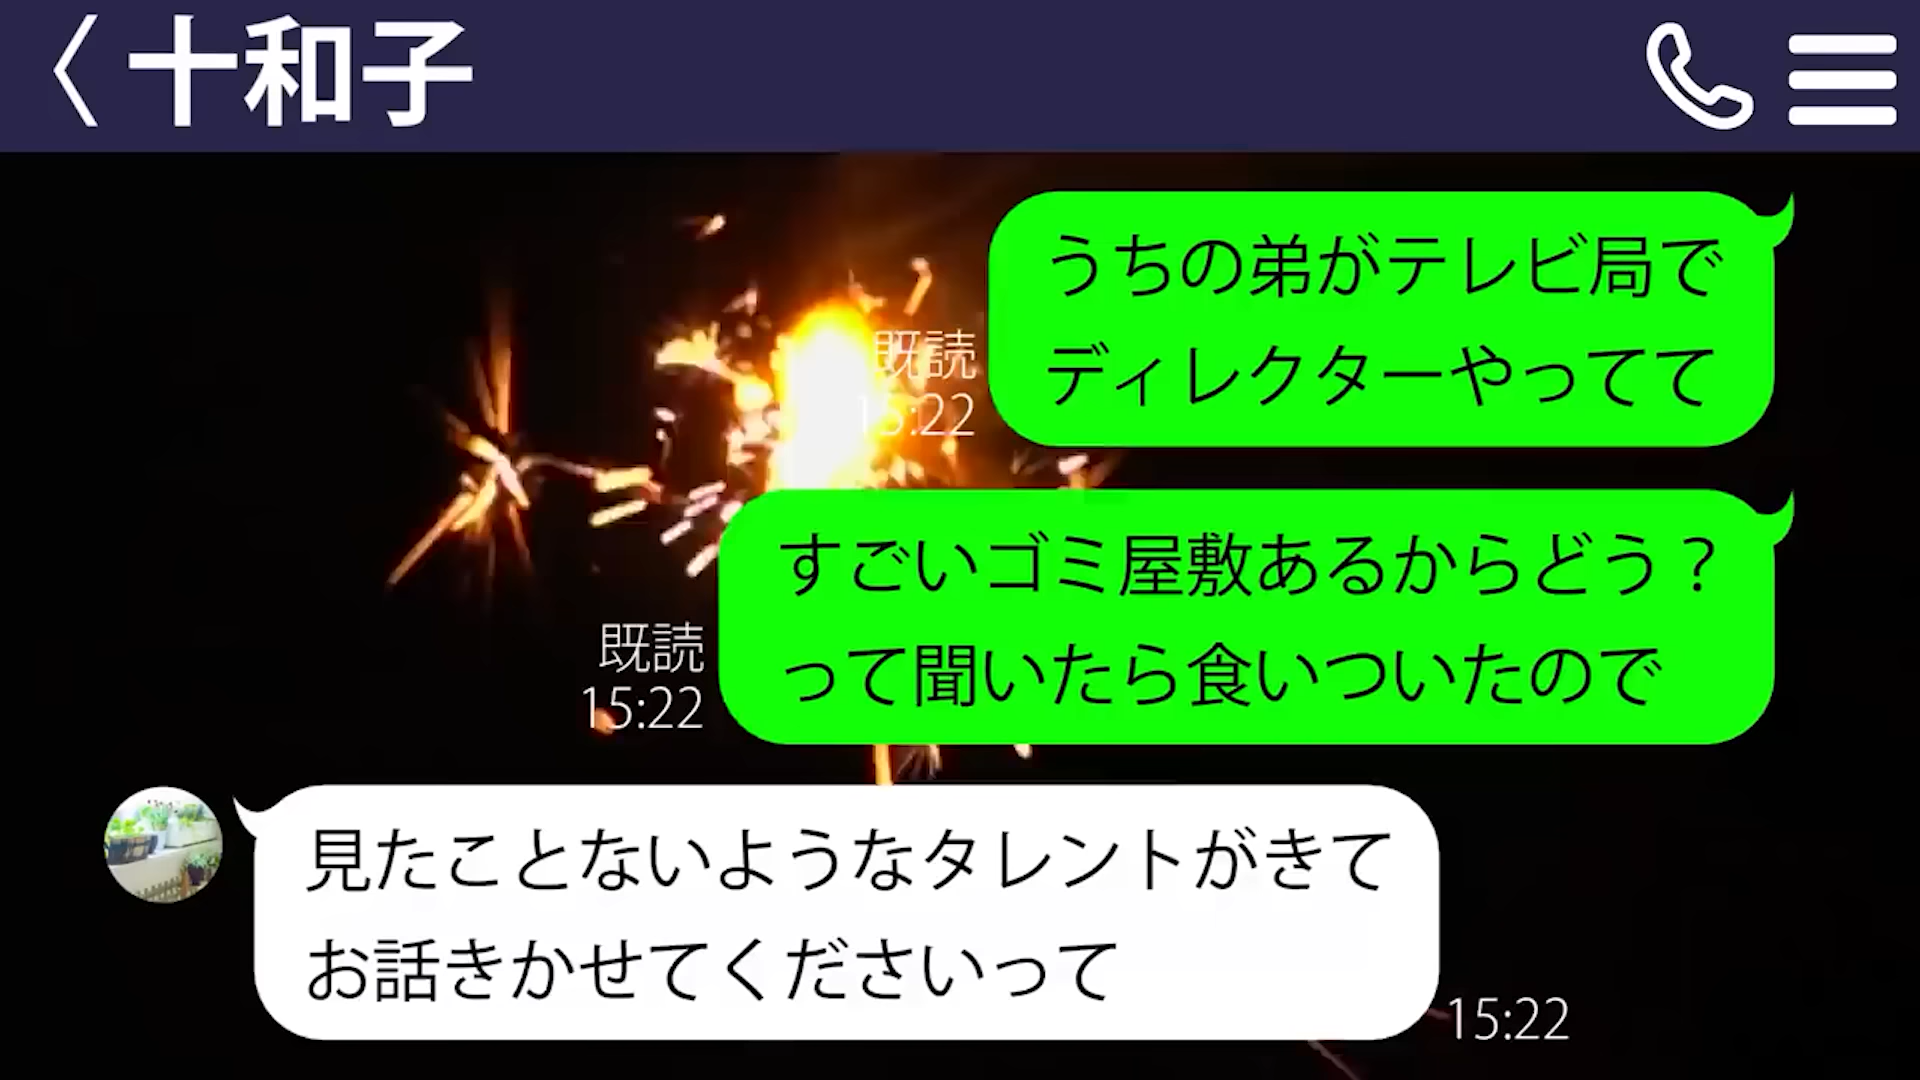 十和子
うちの弟がテレビ局で
ディレクターやってて
既読
15:22
すごいゴミ屋敷あるからどう？
って聞いたら食いついたので
既読
15:22
見たことないようなタレントがきて
お話きかせてくださいって
15:22